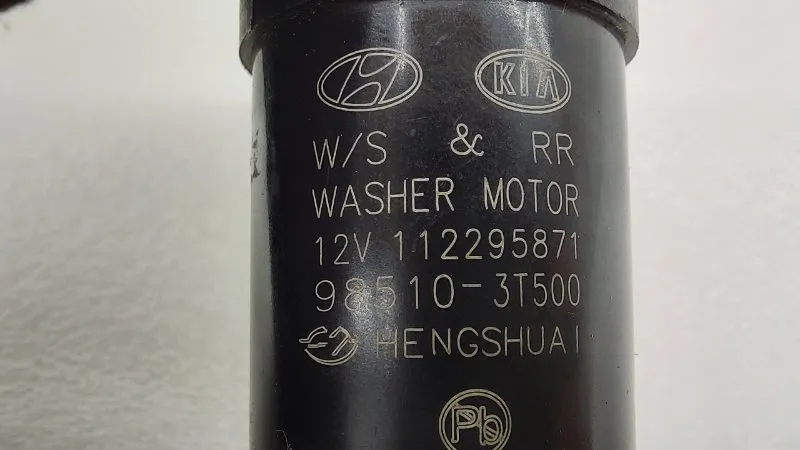 KIA
W/S & RR
WASHER MOTOR
12V 112295871
98510-3T500
HENGSHUAI
Pb